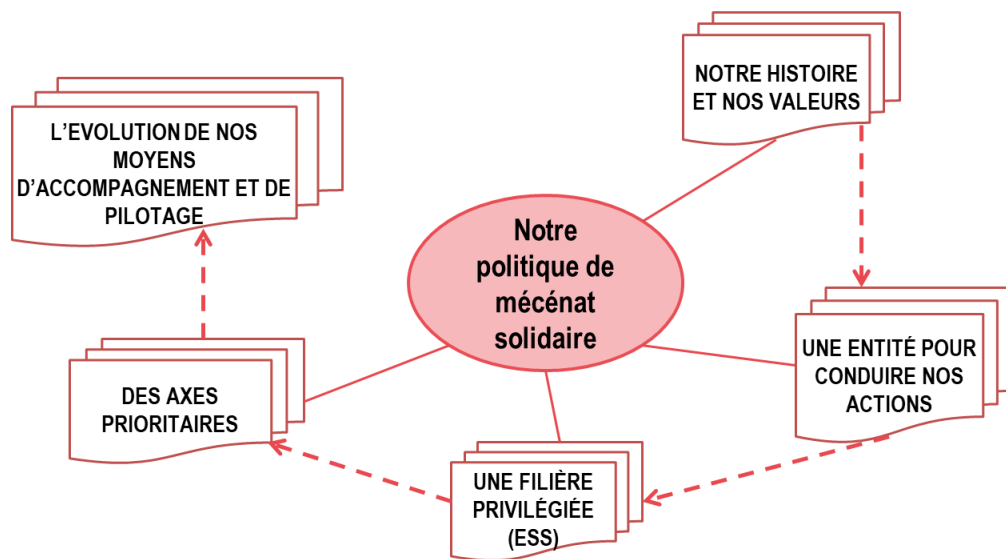 NOTRE HISTOIRE
ET NOS VALEURS
L’EVOLUTION DE NOS
MOYENS
D’ACCOMPAGNEMENT ET DE
PILOTAGE
Notre
politique de
mécénat
solidaire
UNE ENTITÉ POUR
CONDUIRE NOS
ACTIONS
DES AXES
PRIORITAIRES
UNE FILIÈRE
PRIVILÉGIÉE
(ESS)